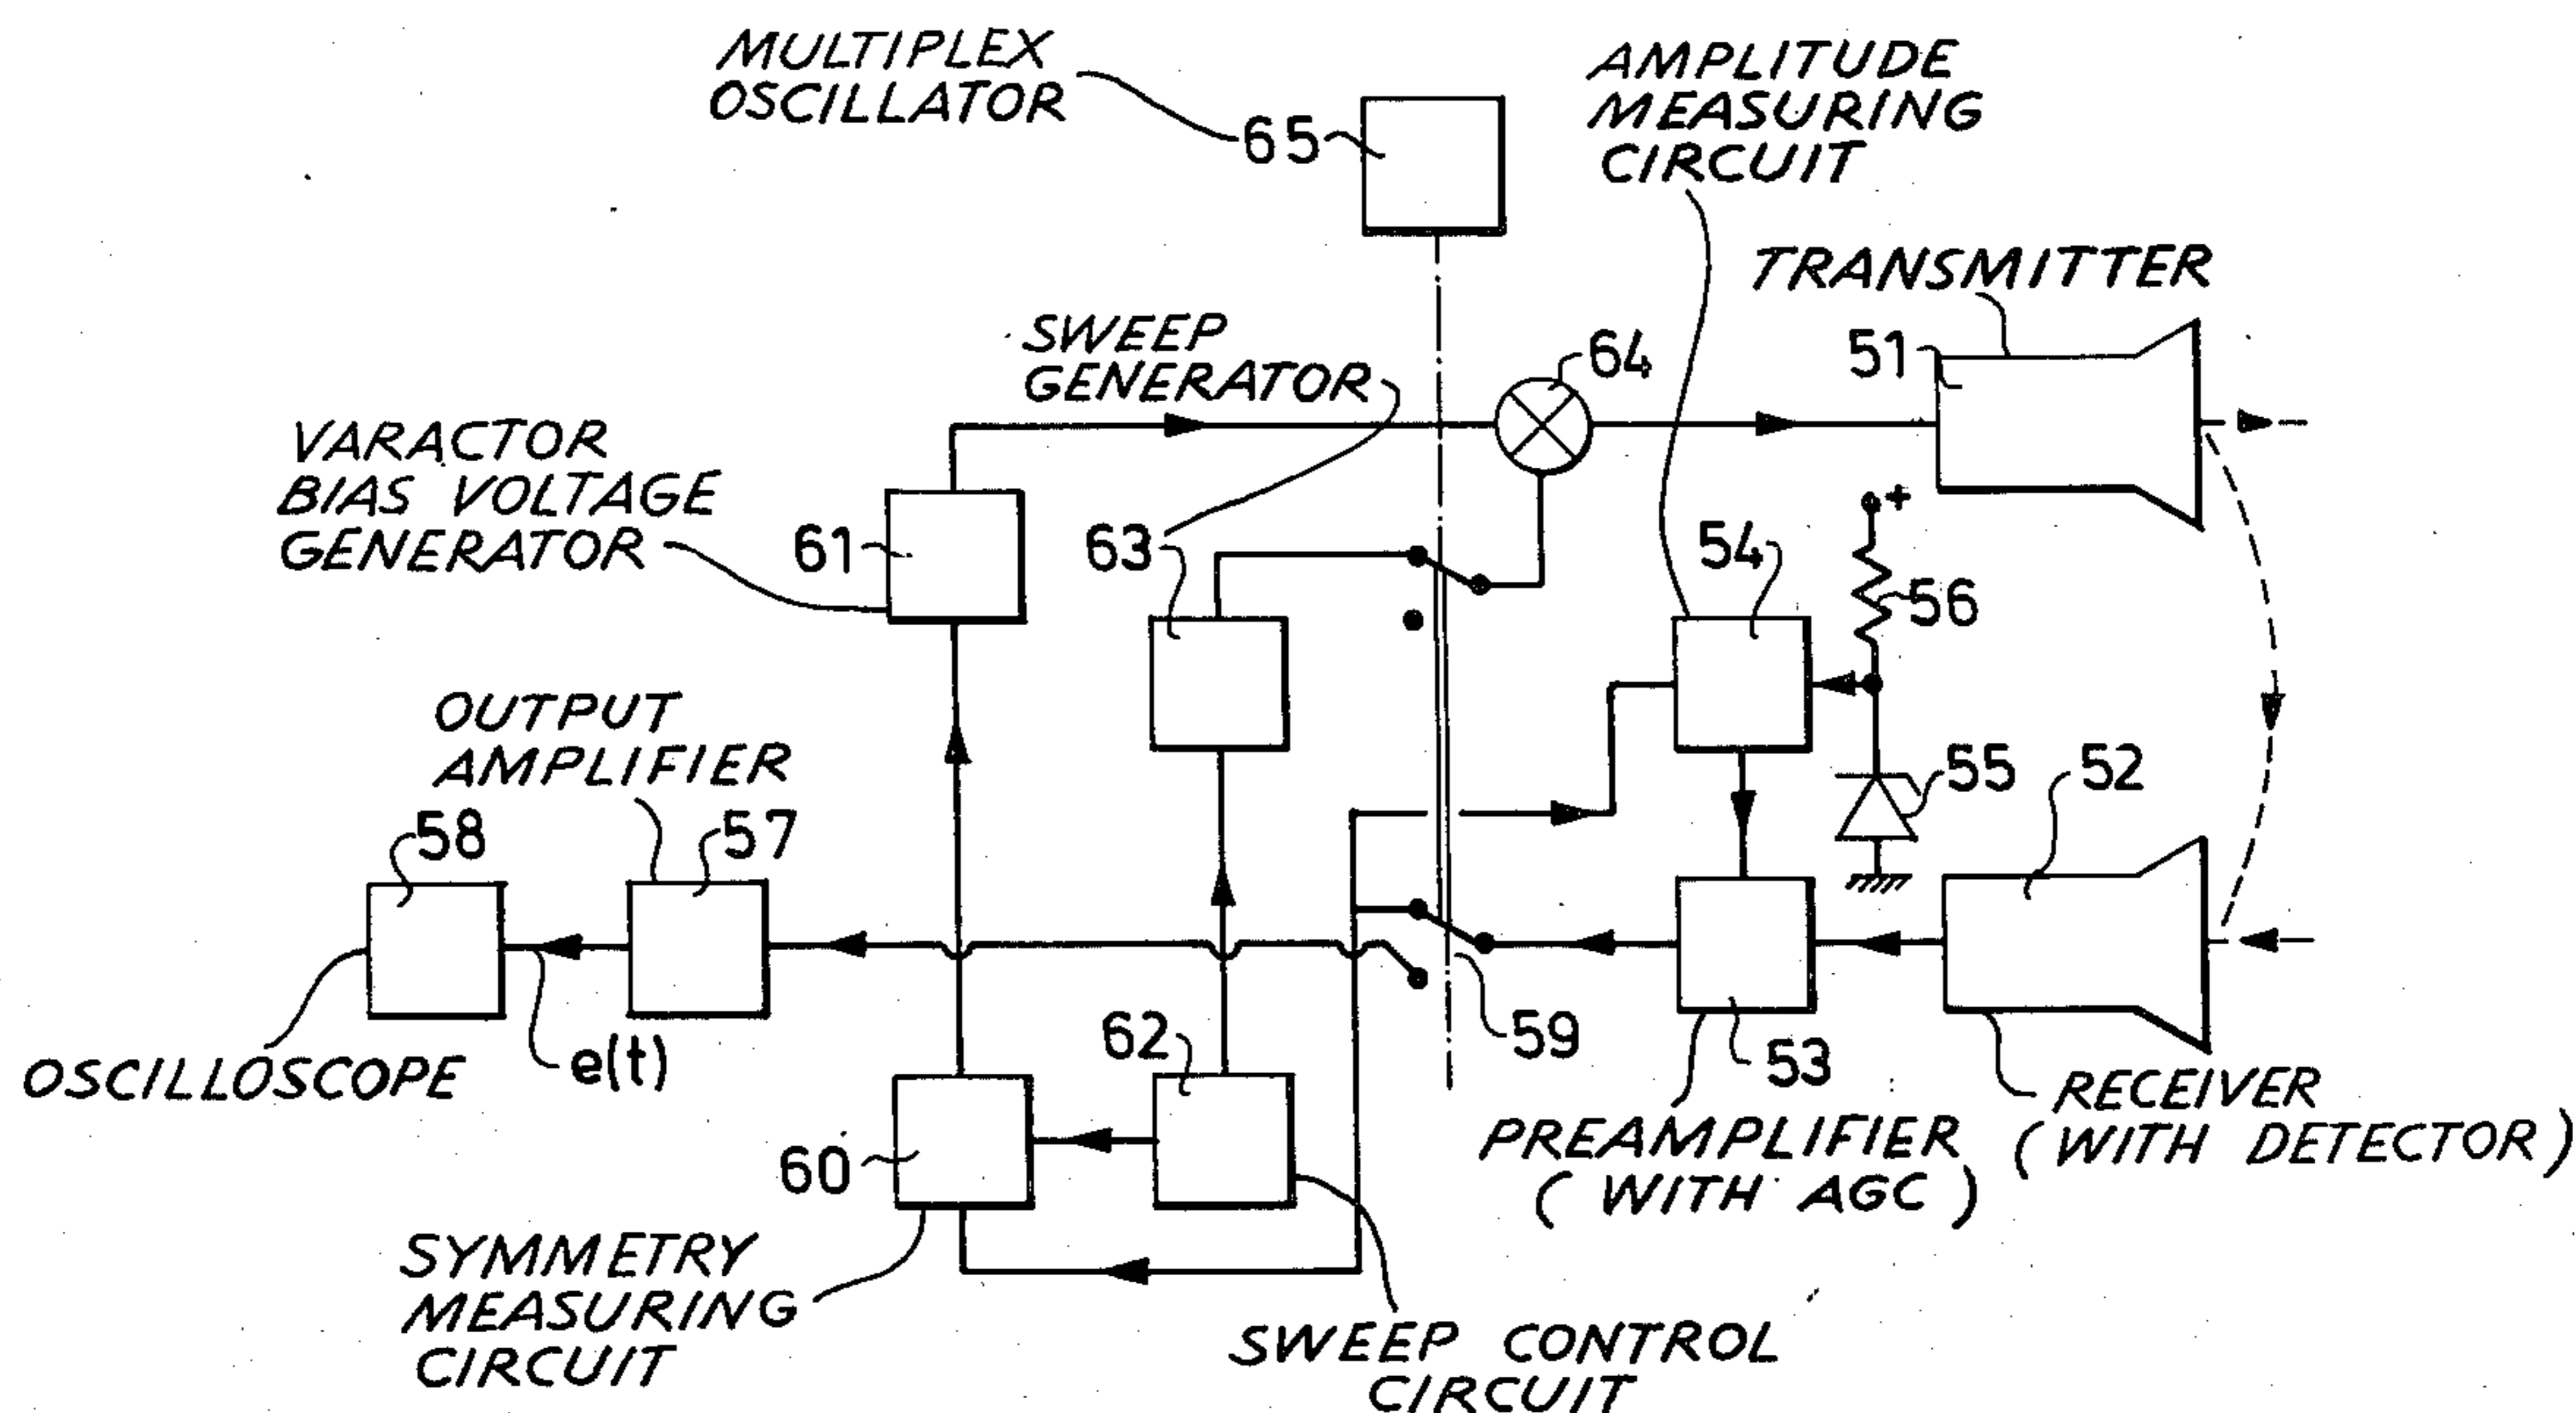 MULTIPLEX
OSCILLATOR
65
AMPLITUDE
MEASURING
CIRCUIT
TRANSMITTER
SWEEP
GENERATOR
64
51
VARACTOR
BIAS VOLTAGE
GENERATOR
61
63
54
+
56
OUTPUT
AMPLIFIER
58
57
55
52
OSCILLOSCOPE
e(t)
62
59
53
60
RECEIVER
(WITH DETECTOR)
PREAMPLIFIER
(WITH AGC)
SYMMETRY
MEASURING
CIRCUIT
SWEEP CONTROL
CIRCUIT